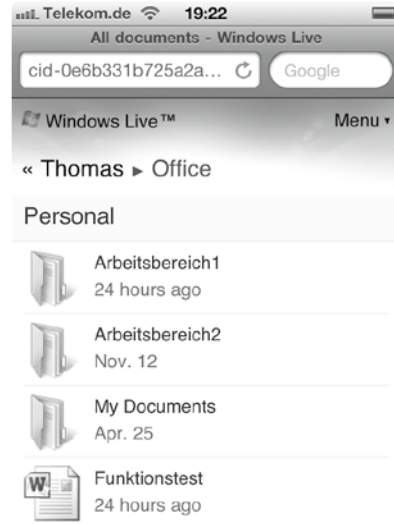 Telekom.de 19:22
All documents - Windows Live
cid-0e6b331b725a2a... Google
Windows Live™ Menu
« Thomas ▸ Office
Personal
Arbeitsbereich1
24 hours ago
Arbeitsbereich2
Nov. 12
My Documents
Apr. 25
W
Funktionstest
24 hours ago